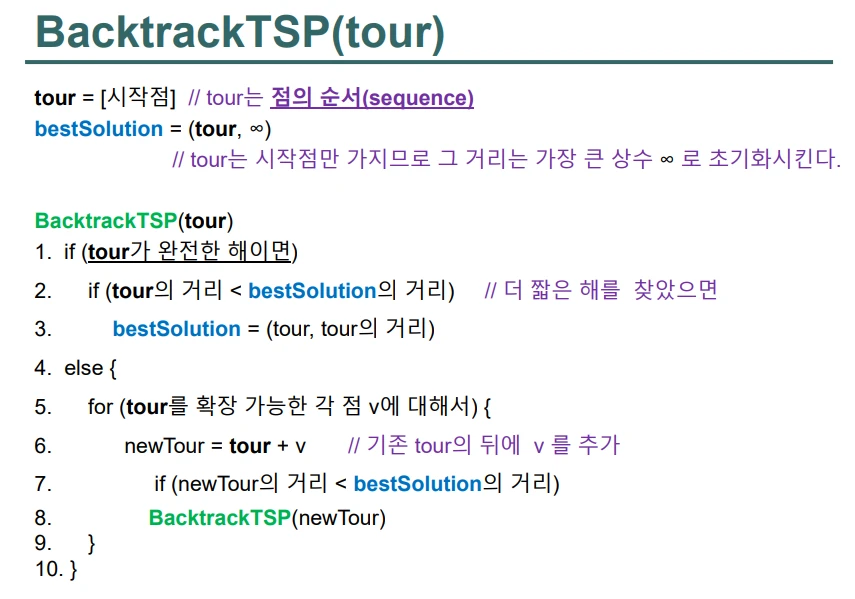 BacktrackTSP(tour)
tour = [시작점] // tour는 점의 순서(sequence)
bestSolution = (tour, ∞)
// tour는 시작점만 가지므로 그 거리는 가장 큰 상수 ∞ 로 초기화시킨다.
BacktrackTSP(tour)
1. if (tour가 완전한 해이면)
2. if (tour의 거리 < bestSolution의 거리) // 더 짧은 해를 찾았으면
3. bestSolution = (tour, tour의 거리)
4. else {
5. for (tour를 확장 가능한 각 점 v에 대해서) {
6. newTour = tour + v // 기존 tour의 뒤에 v 를 추가
7. if (newTour의 거리 < bestSolution의 거리)
8. BacktrackTSP(newTour)
9. }
10. }